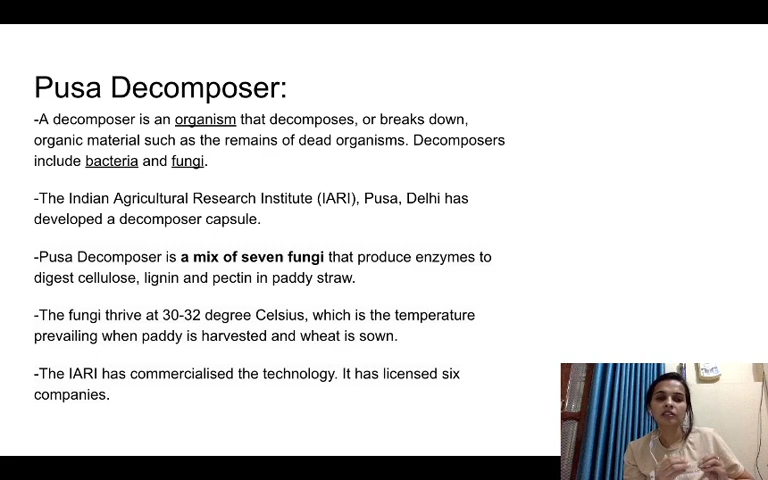 Pusa Decomposer:
-A decomposer is an organism that decomposes, or breaks down,
organic material such as the remains of dead organisms. Decomposers
include bacteria and fungi.
-The Indian Agricultural Research Institute (IARI), Pusa, Delhi has
developed a decomposer capsule.
-Pusa Decomposer is a mix of seven fungi that produce enzymes to
digest cellulose, lignin and pectin in paddy straw.
-The fungi thrive at 30-32 degree Celsius, which is the temperature
prevailing when paddy is harvested and wheat is sown.
-The IARI has commercialised the technology. It has licensed six
companies.